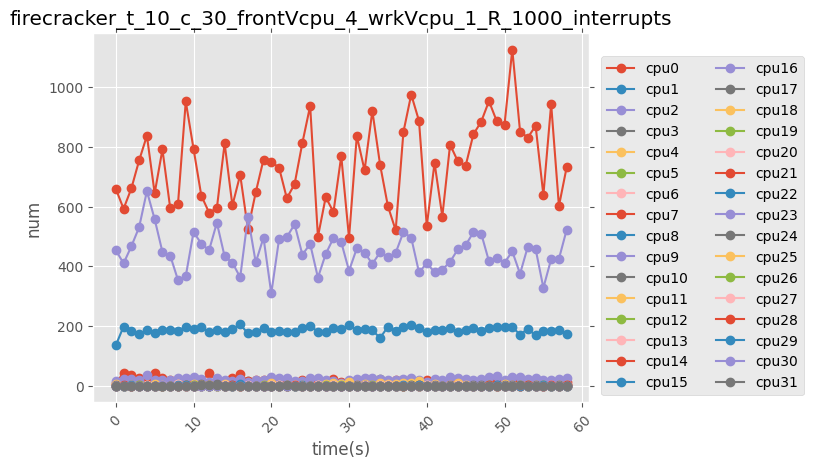 firecracker_t_10_c_30_frontVcpu_4_wrkVcpu_1_R_1000_interrupts
1000
800
600
400
200
0
num
0
10
20
30
40
50
60
time(s)
cpu0
cpu1
cpu2
cpu3
cpu4
cpu5
cpu6
cpu7
cpu8
cpu9
cpu10
cpu11
cpu12
cpu13
cpu14
cpu15
cpu16
cpu17
cpu18
cpu19
cpu20
cpu21
cpu22
cpu23
cpu24
cpu25
cpu26
cpu27
cpu28
cpu29
cpu30
cpu31